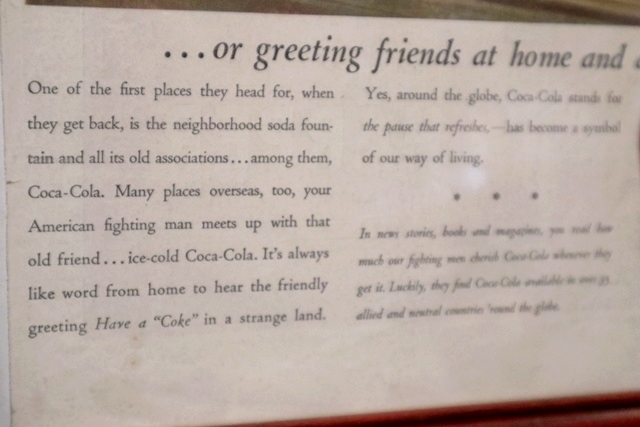 ...or greeting friends at home and
One of the first places they head for, when
they get back, is the neighborhood soda foun-
tain and all its old associations...among them,
Coca-Cola. Many places overseas, too, your
American fighting man meets up with that
old friend...ice-cold Coca-Cola. It's always
like word from home to hear the friendly
greeting Have a "Coke" in a strange land.
Yes, around the globe, Coca-Cola stands for
the pause that refreshes,—has become a symbol
of our way of living.
* * *
In news stories, books and magazines, you read how
much our fighting men cherish Coca-Cola whenever they
get it. Luckily, they find Coca-Cola available in over 35
allied and neutral countries 'round the globe.